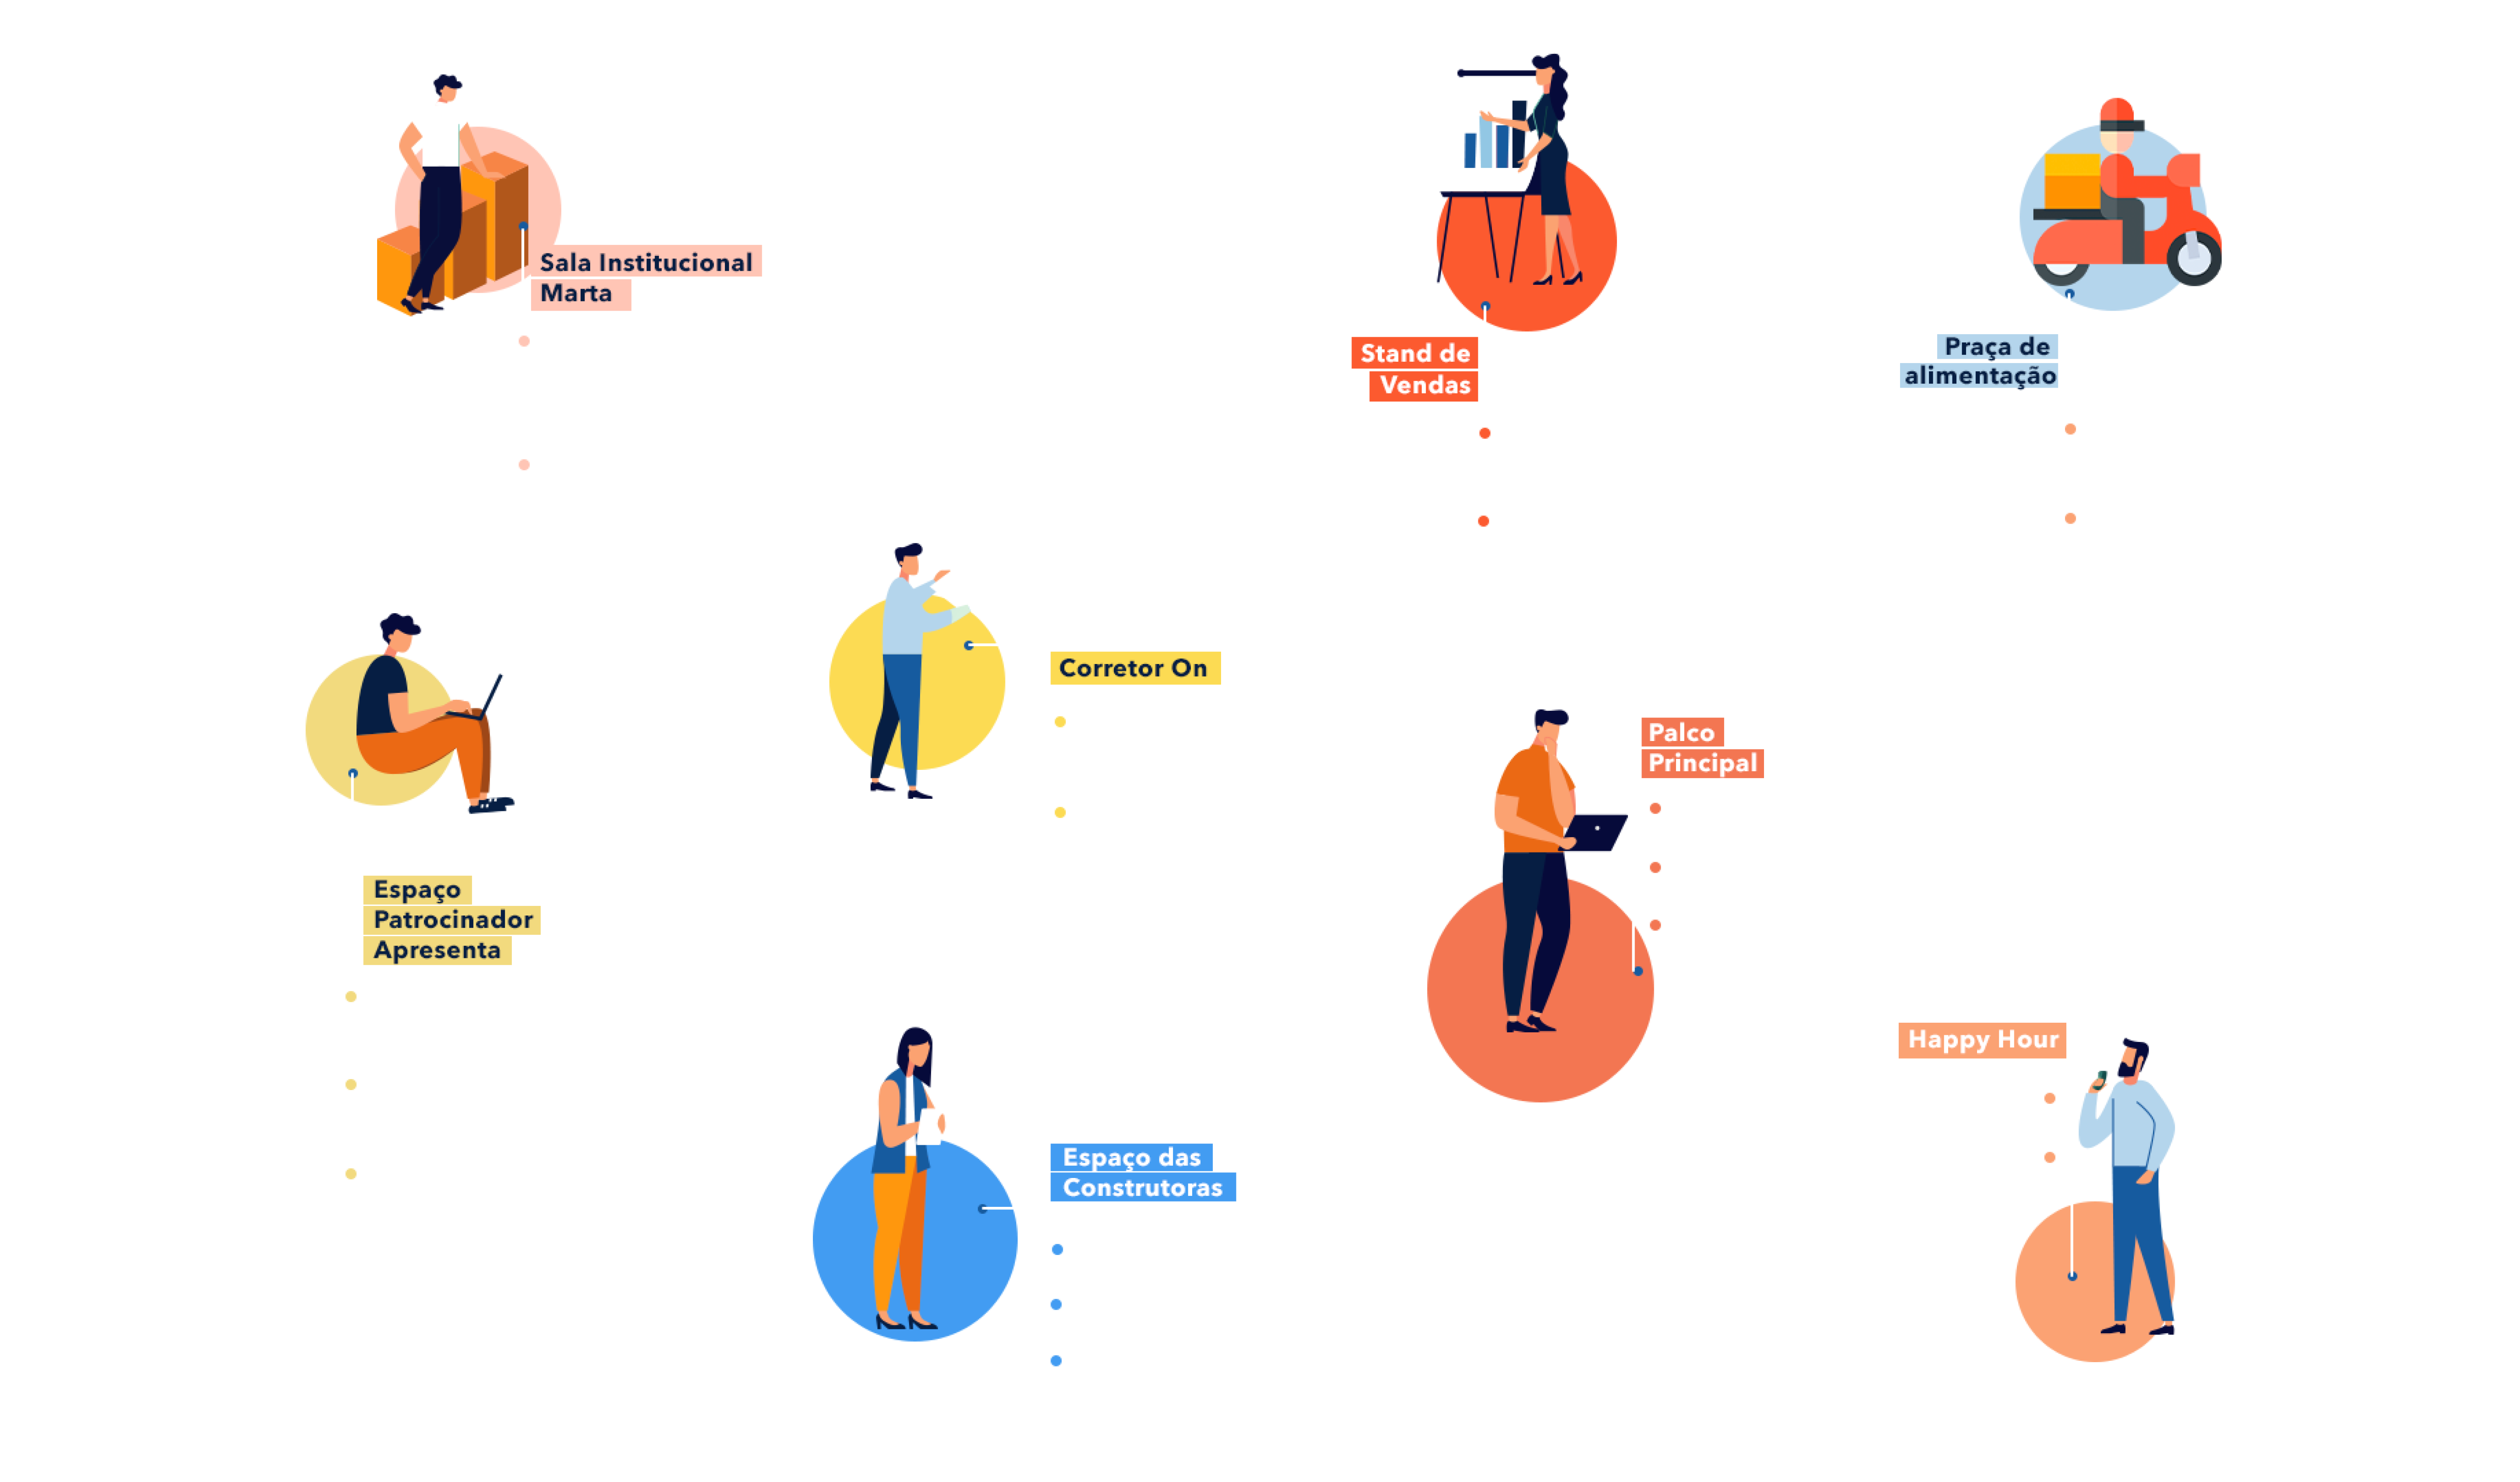 Sala Institucional
Marta
Stand de
Vendas
Praça de
alimentação
Corretor On
Palco
Principal
Espaço
Patrocinador
Apresenta
Happy Hour
Espaço das
Construtoras